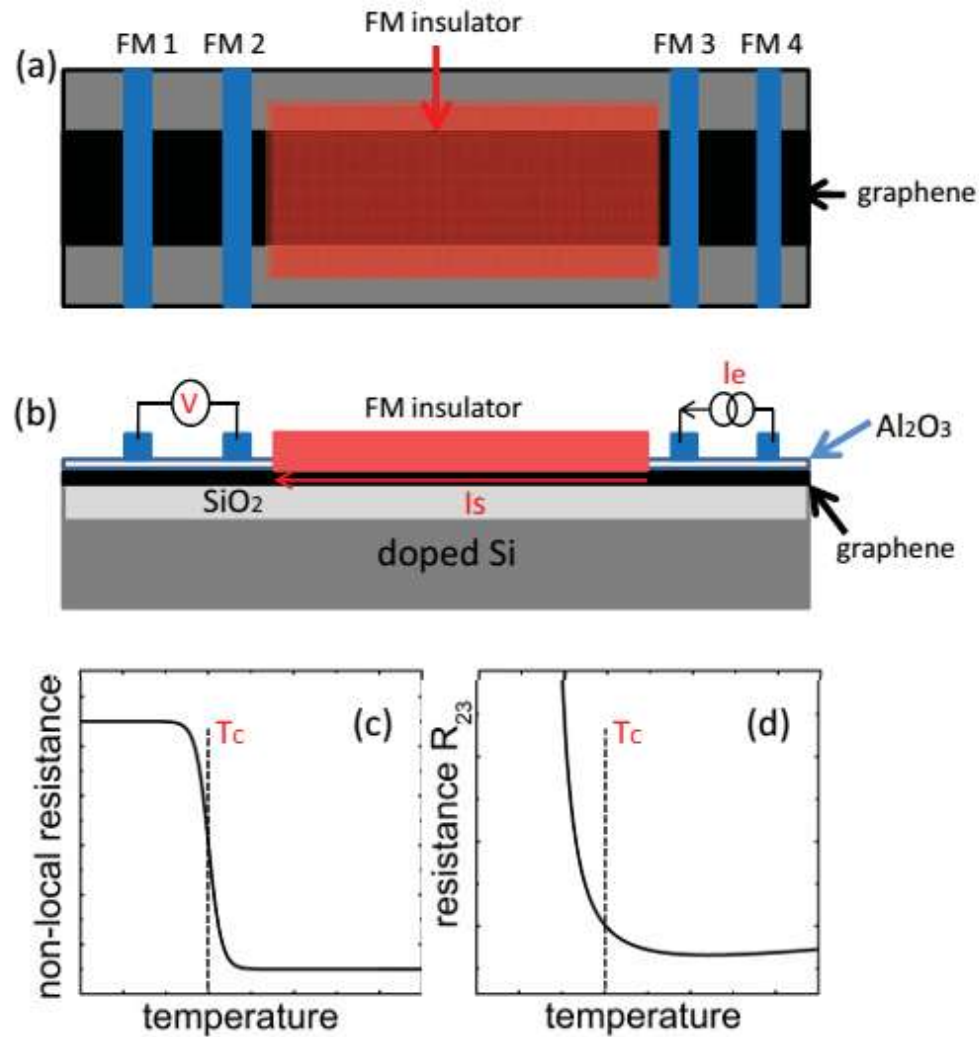 FM insulator
FM 1 FM 2 FM 3 FM 4
(a)
graphene
(b)
V
FM insulator
Ie
Al2O3
SiO2
Is
graphene
doped Si
(c)
Tc
non-local resistance
temperature
(d)
Tc
resistance R23
temperature